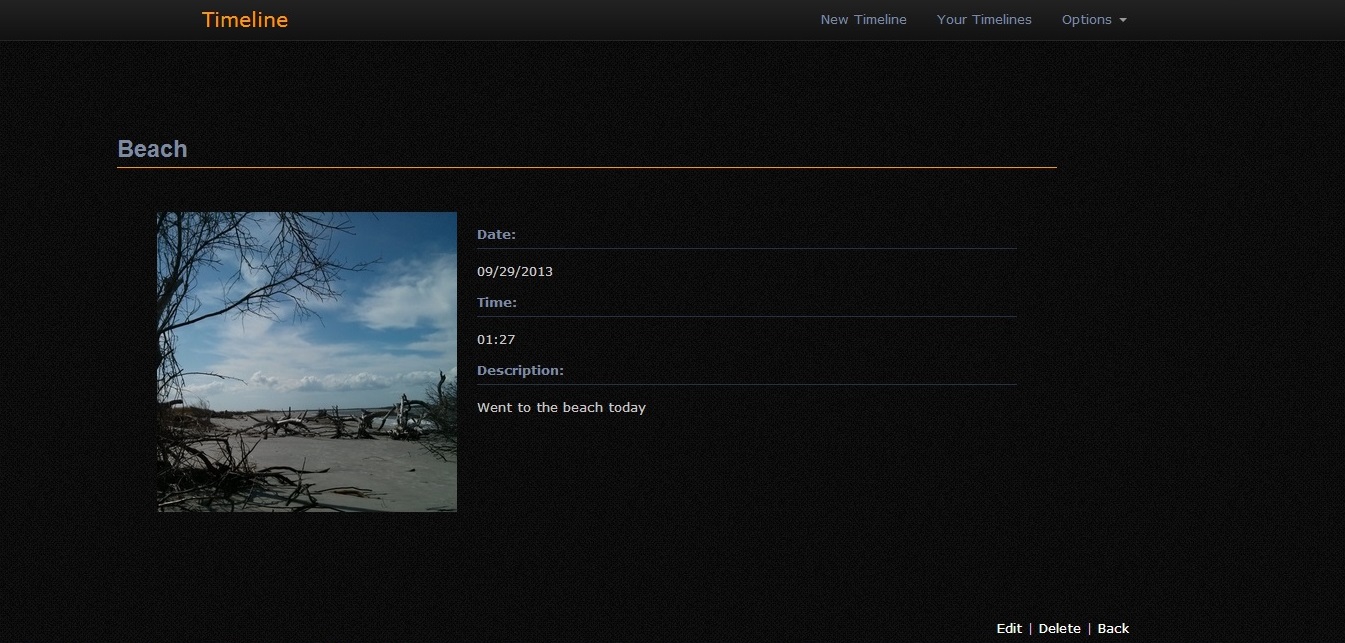 Timeline New Timeline Your Timelines Options
Beach
Date:
09/29/2013
Time:
01:27
Description:
Went to the beach today
Edit | Delete | Back